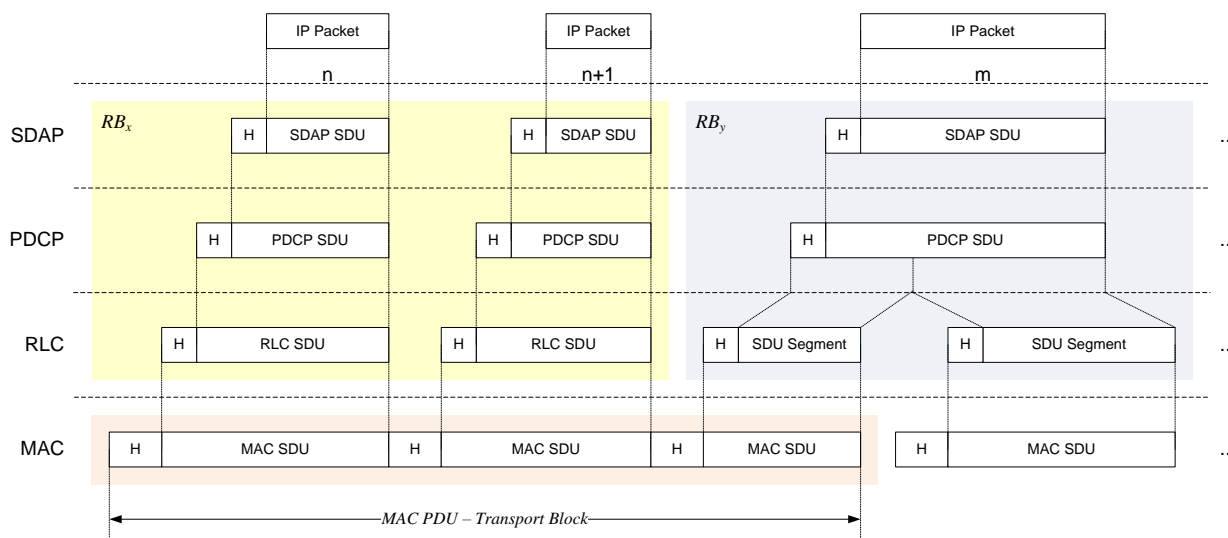 IP Packet IP Packet IP Packet
n n+1 m
RBx RBy
SDAP H SDAP SDU H SDAP SDU H SDAP SDU ..
PDCP H PDCP SDU H PDCP SDU H PDCP SDU ..
RLC H RLC SDU H RLC SDU H SDU Segment H SDU Segment ..
MAC H MAC SDU H MAC SDU H MAC SDU H MAC SDU ..
MAC PDU – Transport Block